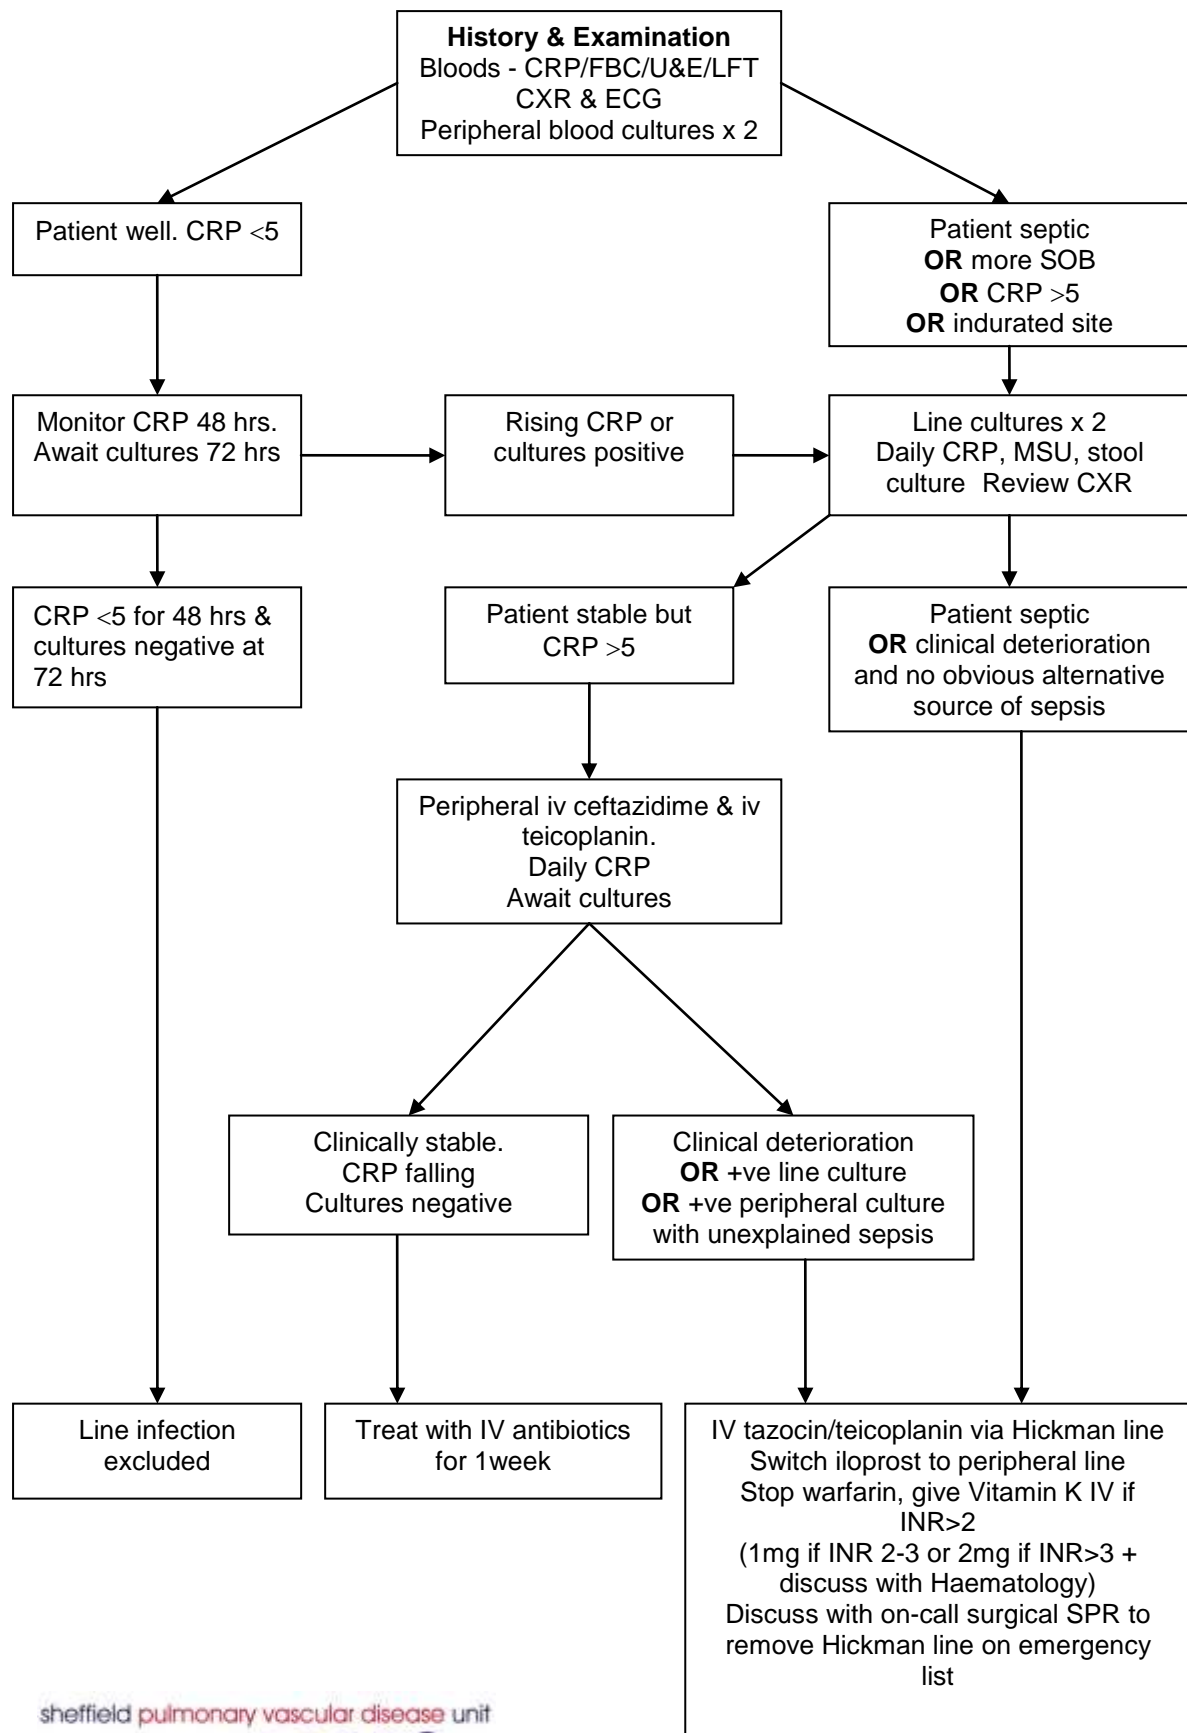 History & Examination
Bloods - CRP/FBC/U&E/LFT
CXR & ECG
Peripheral blood cultures x 2
Patient well. CRP <5
Patient septic
OR more SOB
OR CRP >5
OR indurated site
Monitor CRP 48 hrs.
Await cultures 72 hrs
Rising CRP or
cultures positive
Line cultures x 2
Daily CRP, MSU, stool
culture  Review CXR
CRP <5 for 48 hrs &
cultures negative at
72 hrs
Patient stable but
CRP >5
Patient septic
OR clinical deterioration
and no obvious alternative
source of sepsis
Peripheral iv ceftazidime & iv
teicoplanin.
Daily CRP
Await cultures
Clinically stable.
CRP falling
Cultures negative
Clinical deterioration
OR +ve line culture
OR +ve peripheral culture
with unexplained sepsis
Line infection
excluded
Treat with IV antibiotics
for 1week
IV tazocin/teicoplanin via Hickman line
Switch iloprost to peripheral line
Stop warfarin, give Vitamin K IV if
INR>2
(1mg if INR 2-3 or 2mg if INR>3 +
discuss with Haematology)
Discuss with on-call surgical SPR to
remove Hickman line on emergency
list
sheffield pulmonary vascular disease unit